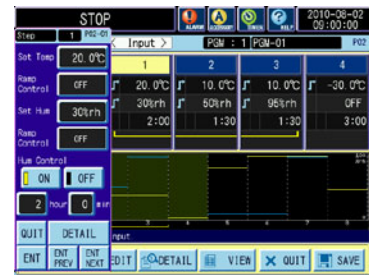 STOP
ALARM TIMER HELP
2010-08-02
09:00:00
Step 1 P02-01
< Input >
PGM : 1 PGM-01
P02
Set Temp 20.0℃
Ramp Control OFF
Set Hum 30%rh
Ramp Control OFF
Hum Control
ON OFF
2 hour 0 min
QUIT DETAIL
ENT ENT PREV ENT NEXT
1 2 3 4
20.0℃ 10.0℃ 10.0℃ -30.0℃
30%rh 50%rh 95%rh OFF
2:00 1:30 1:30 3:00
nput
EDIT DETAIL VIEW QUIT SAVE